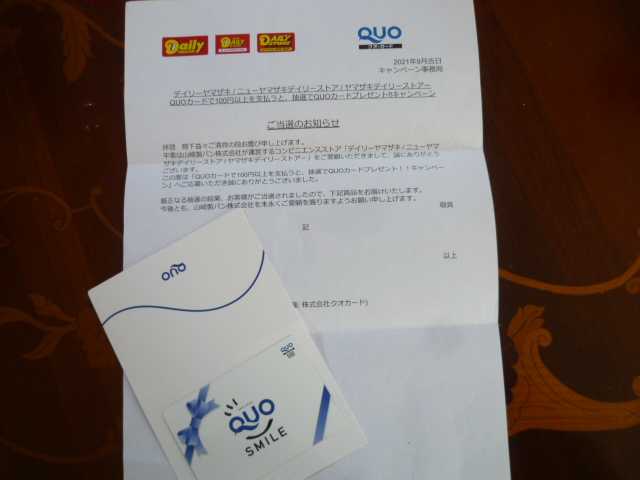 Daily
DAILY
QUO
クオ・カード
2021年9月吉日
キャンペーン事務局
デイリーヤマザキ / ニューヤマザキデイリーストア / ヤマザキデイリーストアー
QUOカードで100円以上を支払うと、抽選でQUOカードプレゼント!!キャンペーン
ご当選のお知らせ
拝啓 時下益々ご清祥の段お慶び申し上げます。
平素は山崎製パン株式会社が運営するコンビニエンスストア「デイリーヤマザキ / ニューヤマ
ザキデイリーストア / ヤマザキデイリーストアー」をご愛顧いただきまして、誠にありがとう
ございます。
この度は「QUOカードで100円以上を支払うと、抽選でQUOカードプレゼント!!キャンペー
ン」へご応募いただき誠にありがとうございました。
厳正なる抽選の結果、お客様がご当選されましたので、下記賞品をお届けいたします。
今後とも、山崎製パン株式会社を末永くご愛顧を賜りますようお願い申し上げます。
敬具
記
以上
株式会社クオカード)
QUO
QUO
QUO
SMILE